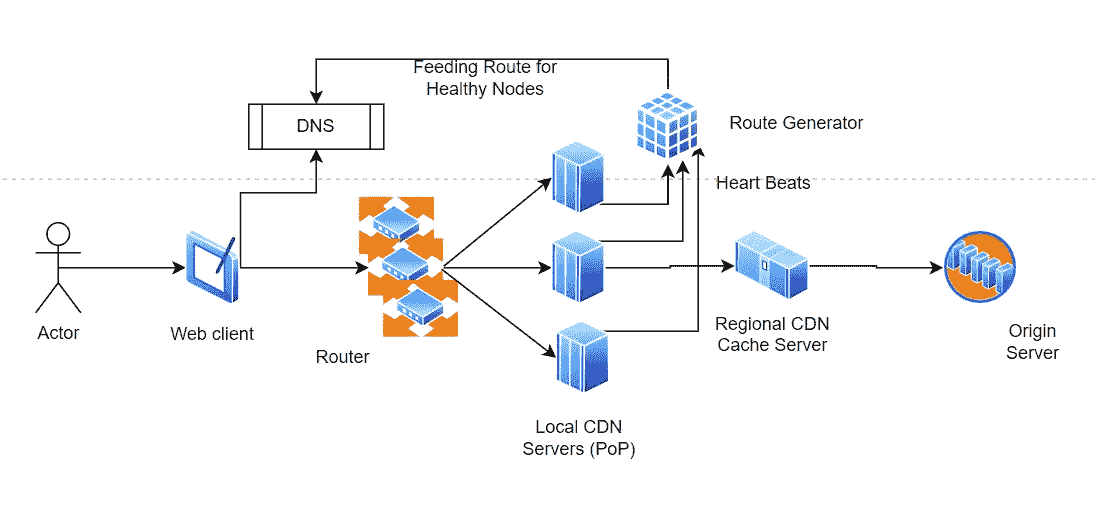 Feeding Route for
Healthy Nodes
DNS
Route Generator
Heart Beats
Actor
Web client
Router
Regional CDN
Cache Server
Origin
Server
Local CDN
Servers (PoP)